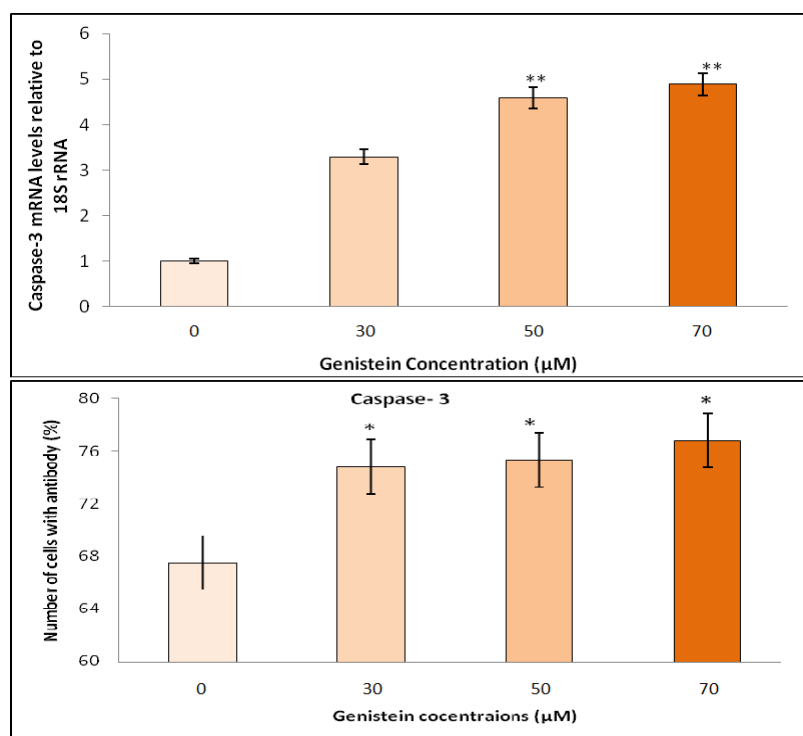 Caspase-3 mRNA levels relative to
18S rRNA
6
5
4
3
2
1
0
**
**
0 30 50 70
Genistein Concentration (µM)
Caspase- 3
Number of cells with antibody (%)
80
76
72
68
64
60
*
*
*
0 30 50 70
Genistein cocentraions (µM)